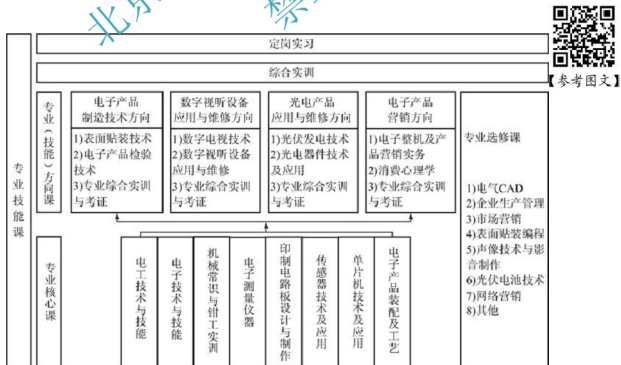 北京
禁
【参考图文】
定岗实习
综合实训
专业技能课
专业(技能)方向课
电子产品
制造技术方向
1)表面贴装技术
2)电子产品检验
技术
3)专业综合实训
与考证
数字视听设备
应用与维修方向
1)数字电视技术
2)数字视听设备
应用与维修
3)专业综合实训
与考证
光电产品
应用与维修方向
1)光伏发电技术
2)光电器件技术
及应用
3)专业综合实训
与考证
电子产品
营销方向
1)电子整机及产
品营销实务
2)消费心理学
3)专业综合实训
与考证
专业选修课
1)电气CAD
2)企业生产管理
3)市场营销
4)表面贴装编程
5)声像技术与影
音制作
6)光伏电池技术
7)网络营销
8)其他
专业核心课
电工技术与技能
电子技术与技能
机械常识与钳工实训
电子测量仪器
印制电路板设计与制作
传感器技术及应用
单片机技术及应用
电子产品装配及工艺